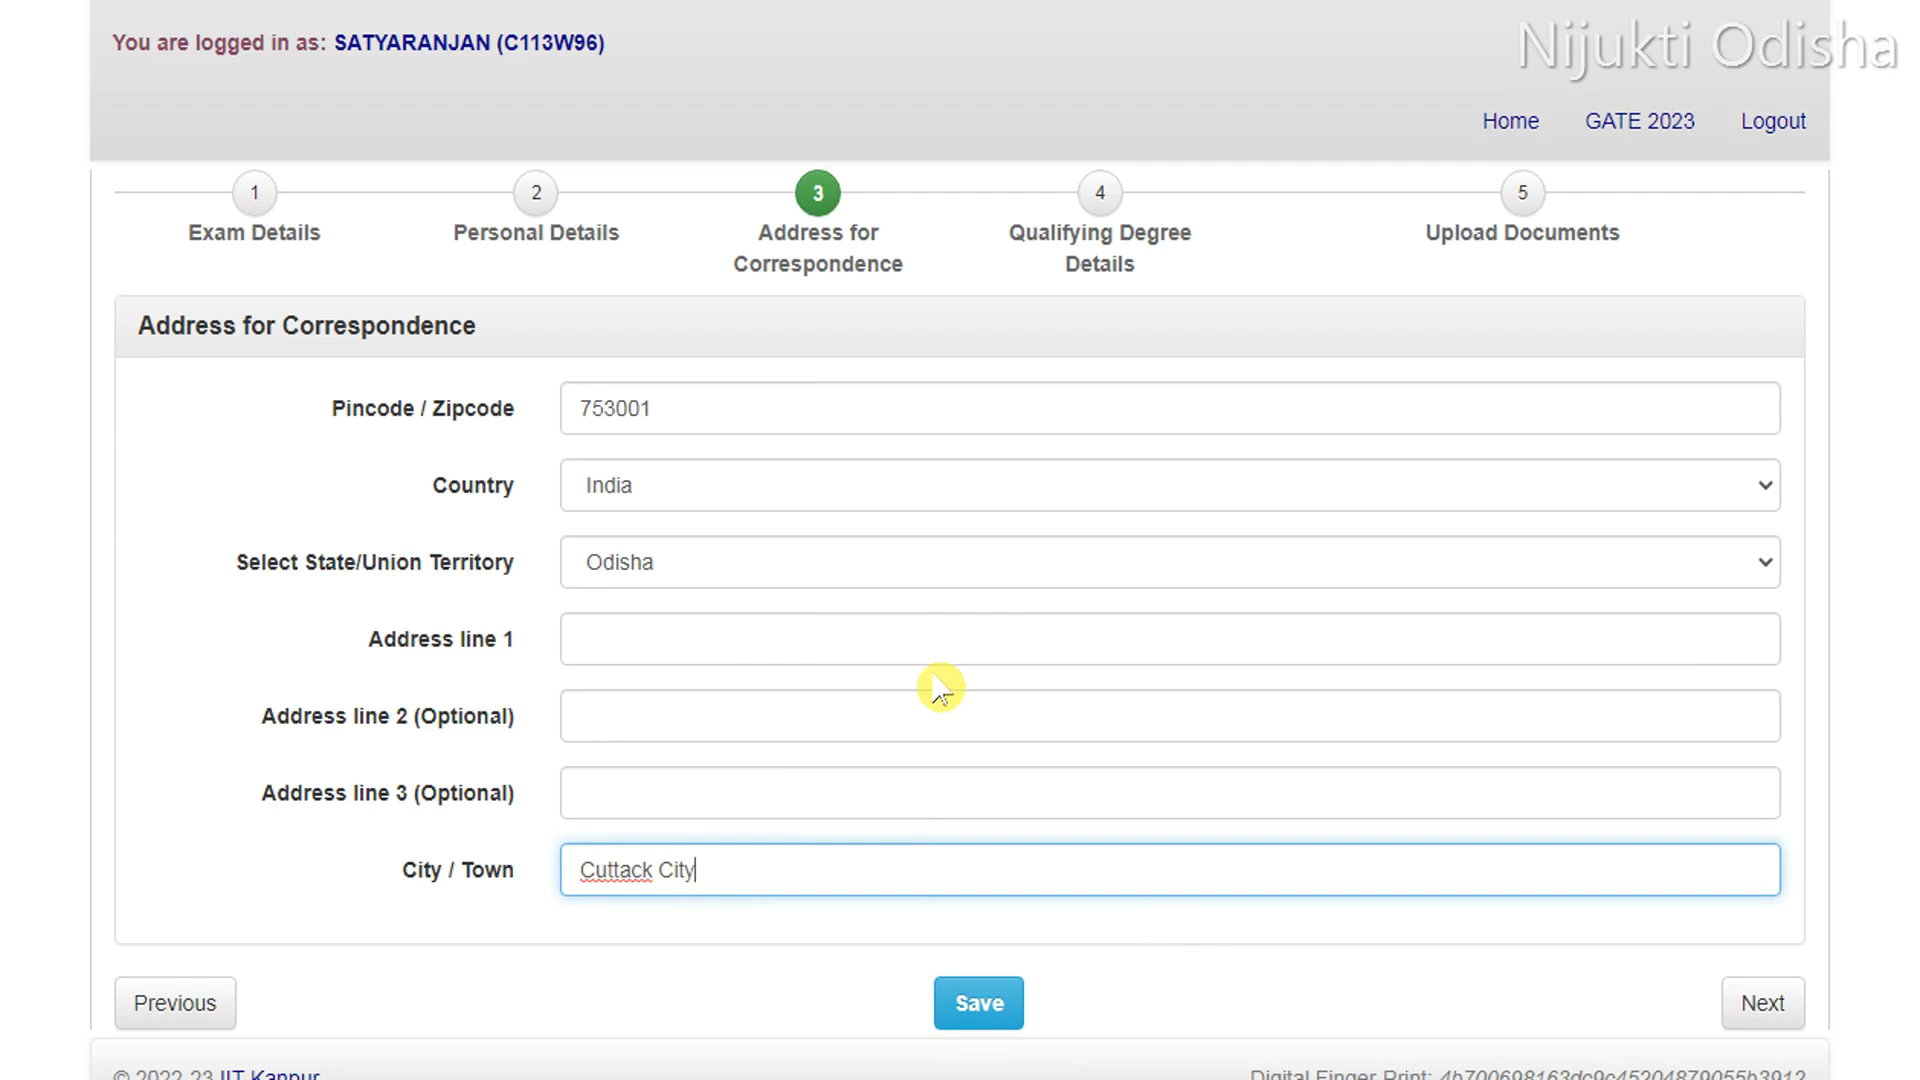 You are logged in as: SATYARANJAN (C113W96)
Nijukti Odisha
Home GATE 2023 Logout
1 2 3 4 5
Exam Details Personal Details Address for Qualifying Degree Upload Documents
Correspondence Details
Address for Correspondence
Pincode / Zipcode 753001
Country India
Select State/Union Territory Odisha
Address line 1
Address line 2 (Optional)
Address line 3 (Optional)
City / Town Cuttack City
Previous Save Next
© 2022-23 IIT Kanpur Digital Finger Print: